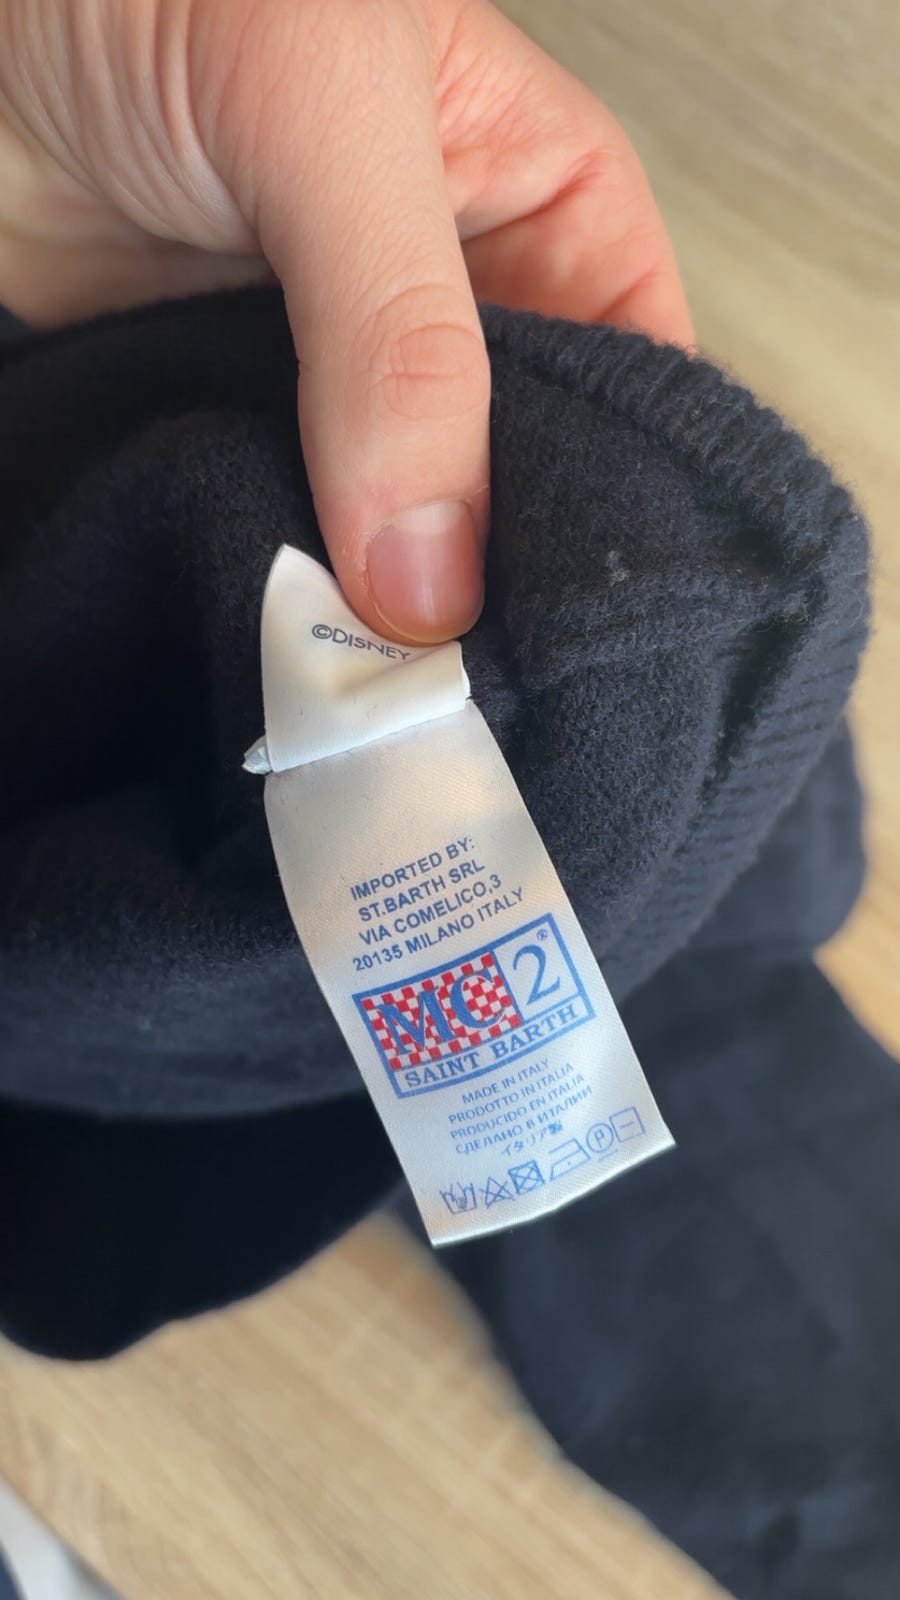 ©DISNEY
IMPORTED BY:
ST.BARTH SRL
VIA COMELICO,3
20135 MILANO ITALY
MC2®
SAINT BARTH
MADE IN ITALY
PRODOTTO IN ITALIA
PRODUCIDO EN ITALIA
СДЕЛАНО В ИТАЛИИ
イタリア製
P